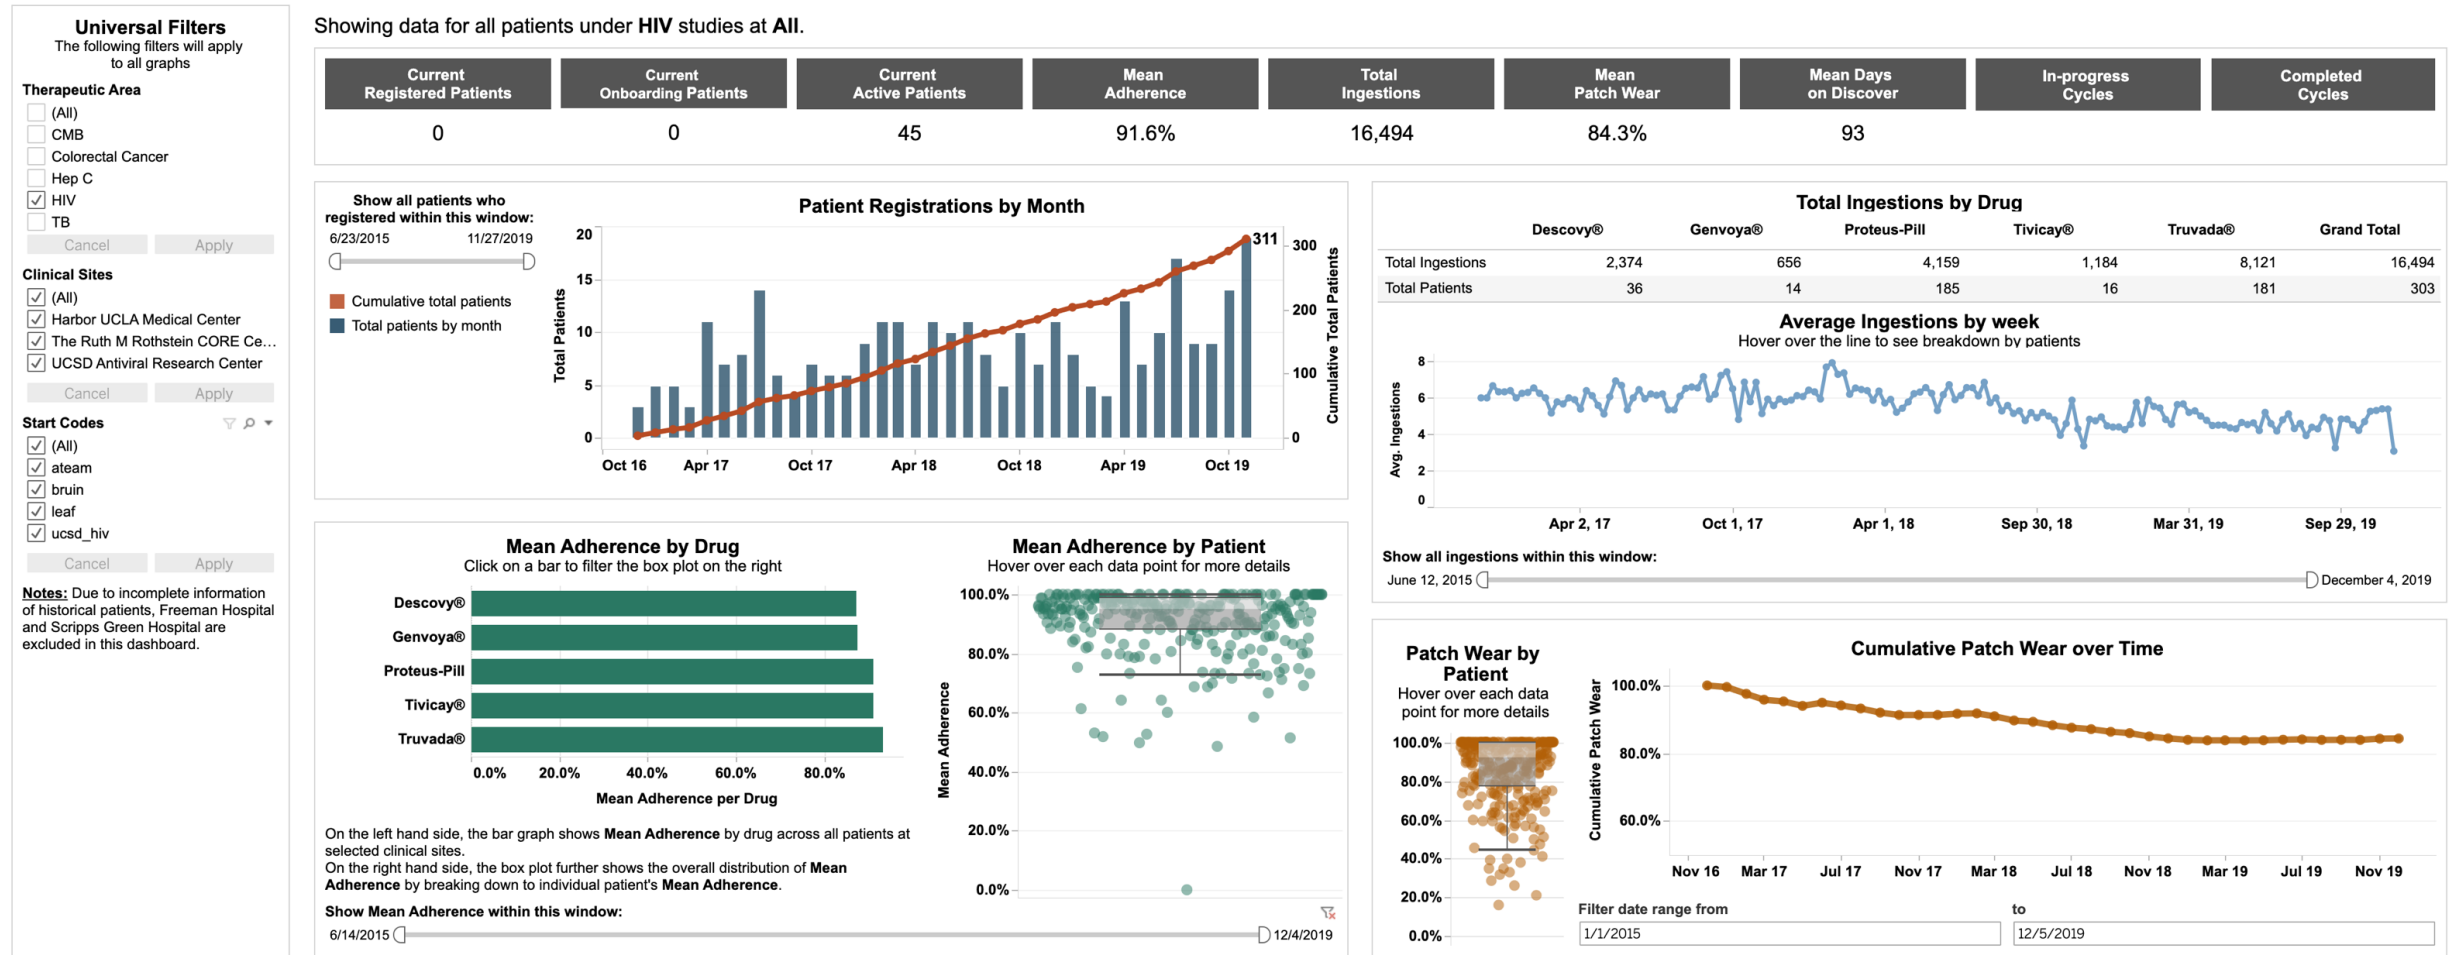 Universal Filters
The following filters will apply
to all graphs
Therapeutic Area
(All)
CMB
Colorectal Cancer
Hep C
HIV
TB
Cancel Apply
Clinical Sites
(All)
Harbor UCLA Medical Center
The Ruth M Rothstein CORE Ce...
UCSD Antiviral Research Center
Cancel Apply
Start Codes
(All)
ateam
bruin
leaf
ucsd_hiv
Cancel Apply
Notes: Due to incomplete information
of historical patients, Freeman Hospital
and Scripps Green Hospital are
excluded in this dashboard.
Showing data for all patients under HIV studies at All.
Current
Registered Patients
0
Current
Onboarding Patients
0
Current
Active Patients
45
Mean
Adherence
91.6%
Total
Ingestions
16,494
Mean
Patch Wear
84.3%
Mean Days
on Discover
93
In-progress
Cycles
Completed
Cycles
Show all patients who
registered within this window:
6/23/2015 11/27/2019
Cumulative total patients
Total patients by month
Patient Registrations by Month
Total Patients
20
15
10
5
0
311
300
200
100
0
Cumulative Total Patients
Oct 16 Apr 17 Oct 17 Apr 18 Oct 18 Apr 19 Oct 19
Total Ingestions by Drug
Descovy® Genvoya® Proteus-Pill Tivicay® Truvada® Grand Total
Total Ingestions 2,374 656 4,159 1,184 8,121 16,494
Total Patients 36 14 185 16 181 303
Average Ingestions by week
Hover over the line to see breakdown by patients
Avg. Ingestions
8
6
4
2
0
Apr 2, 17 Oct 1, 17 Apr 1, 18 Sep 30, 18 Mar 31, 19 Sep 29, 19
Show all ingestions within this window:
June 12, 2015 December 4, 2019
Mean Adherence by Drug
Click on a bar to filter the box plot on the right
Descovy®
Genvoya®
Proteus-Pill
Tivicay®
Truvada®
0.0% 20.0% 40.0% 60.0% 80.0%
Mean Adherence per Drug
On the left hand side, the bar graph shows Mean Adherence by drug across all patients at
selected clinical sites.
On the right hand side, the box plot further shows the overall distribution of Mean
Adherence by breaking down to individual patient's Mean Adherence.
Show Mean Adherence within this window:
6/14/2015 12/4/2019
Mean Adherence by Patient
Hover over each data point for more details
Mean Adherence
100.0%
80.0%
60.0%
40.0%
20.0%
0.0%
Patch Wear by
Patient
Hover over each data
point for more details
100.0%
80.0%
60.0%
40.0%
20.0%
0.0%
Cumulative Patch Wear over Time
Cumulative Patch Wear
100.0%
80.0%
60.0%
Nov 16 Mar 17 Jul 17 Nov 17 Mar 18 Jul 18 Nov 18 Mar 19 Jul 19 Nov 19
Filter date range from to
1/1/2015 12/5/2019